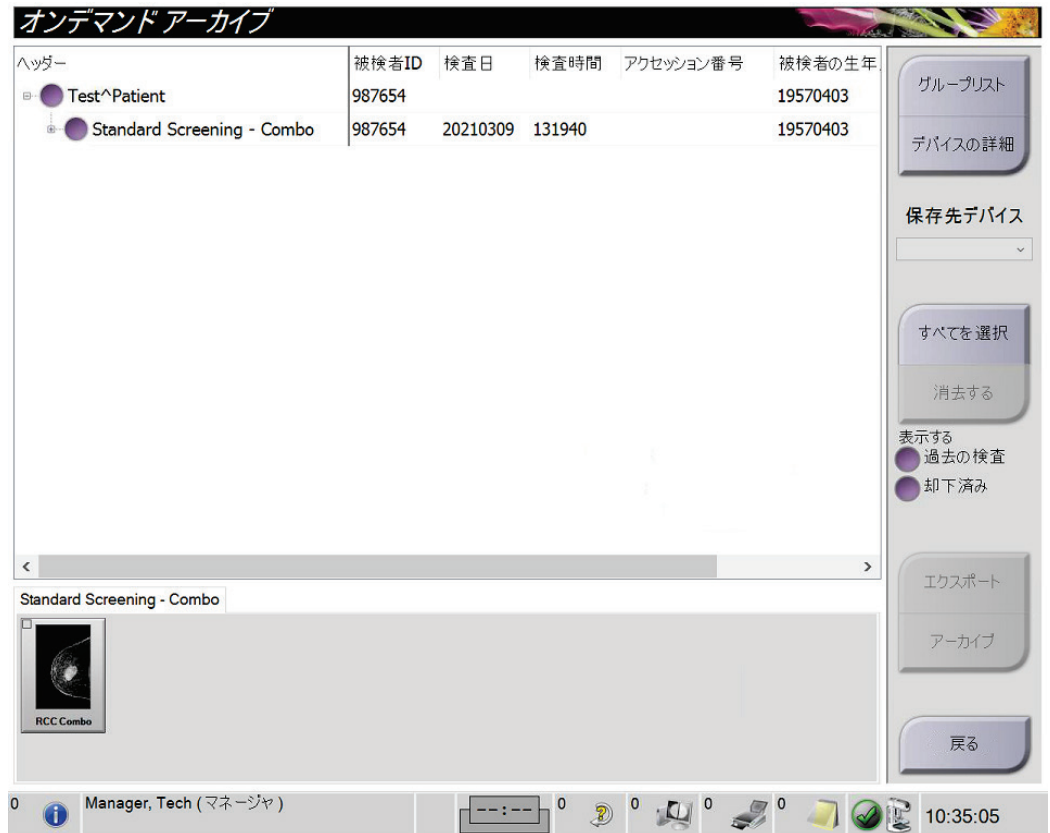 オンデマンド アーカイブ
ヘッダー 被検者ID 検査日 検査時間 アクセッション番号 被検者の生年
Test^Patient 987654 19570403
Standard Screening - Combo 987654 20210309 131940 19570403
グループリスト
デバイスの詳細
保存先デバイス
すべてを選択
消去する
表示する
過去の検査
却下済み
エクスポート
アーカイブ
戻る
Standard Screening - Combo
RCC Combo
0 Manager, Tech (マネージャ) --:-- 0 0 0 0 10:35:05